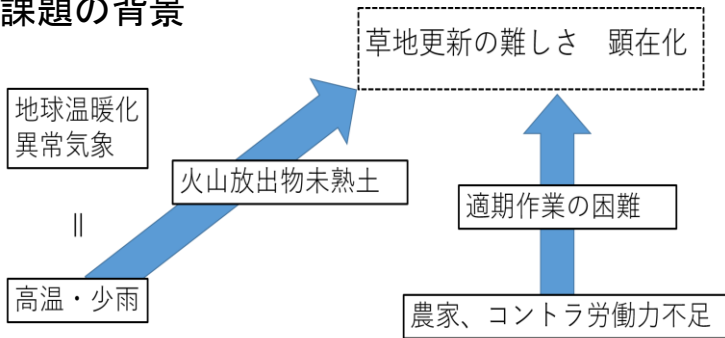 課題の背景
草地更新の難しさ　顕在化
地球温暖化
異常気象
火山放出物未熟土
適期作業の困難
||
高温・少雨
農家、コントラ労働力不足